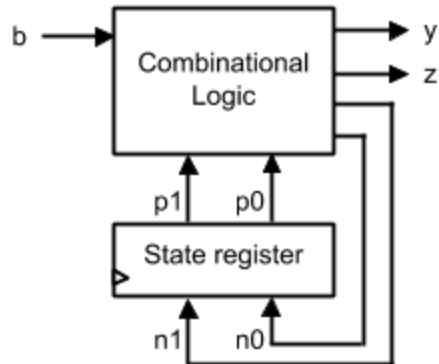 b
Combinational
Logic
y
z
p1 p0
State register
n1 n0